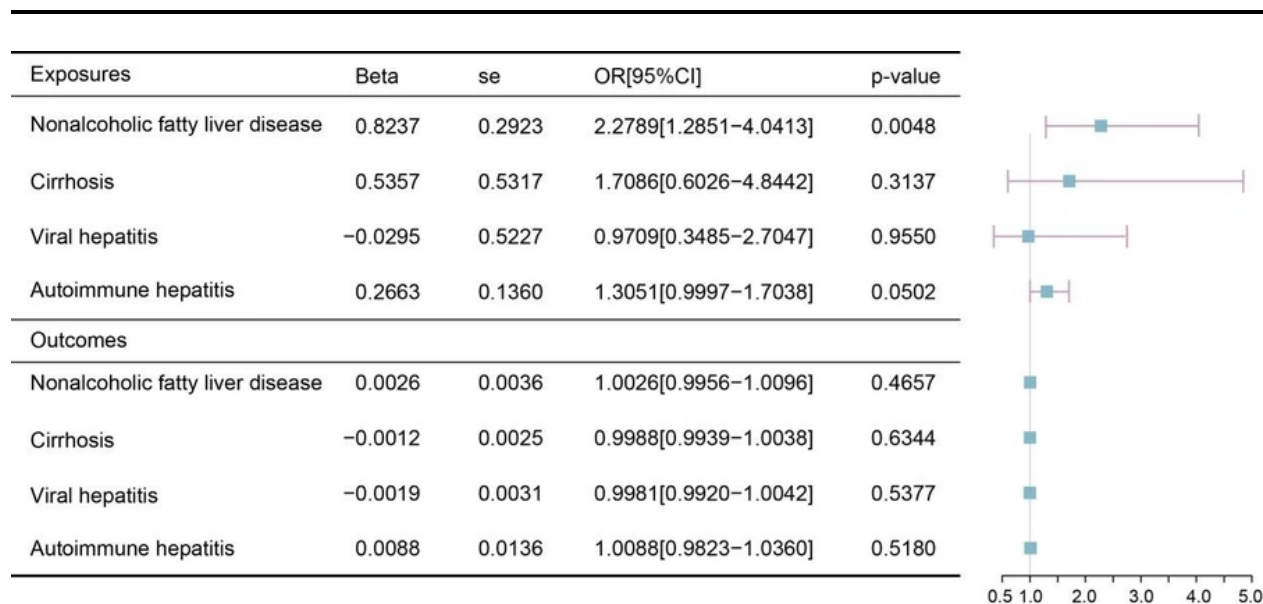 Exposures Beta se OR[95%CI] p-value
Nonalcoholic fatty liver disease 0.8237 0.2923 2.2789[1.2851−4.0413] 0.0048
Cirrhosis 0.5357 0.5317 1.7086[0.6026−4.8442] 0.3137
Viral hepatitis −0.0295 0.5227 0.9709[0.3485−2.7047] 0.9550
Autoimmune hepatitis 0.2663 0.1360 1.3051[0.9997−1.7038] 0.0502
Outcomes
Nonalcoholic fatty liver disease 0.0026 0.0036 1.0026[0.9956−1.0096] 0.4657
Cirrhosis −0.0012 0.0025 0.9988[0.9939−1.0038] 0.6344
Viral hepatitis −0.0019 0.0031 0.9981[0.9920−1.0042] 0.5377
Autoimmune hepatitis 0.0088 0.0136 1.0088[0.9823−1.0360] 0.5180
0.5 1.0 2.0 3.0 4.0 5.0